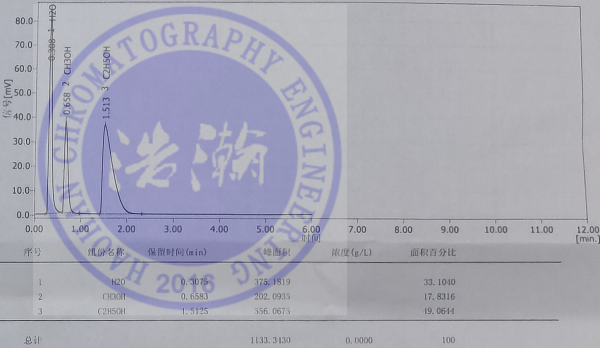 80.0
70.0
60.0
50.0
40.0
30.0
20.0
10.0
0.0
信号[mV]
0.308 1 H2O
0.658 2 CH3OH
1.513 3 C2H5OH
0.00 1.00 2.00 3.00 4.00 5.00 6.00 7.00 8.00 9.00 10.00 11.00 12.00
时间 [min.]
HAOHAN CHROMATOGRAPHY ENGINEERING
浩瀚
2016
序号 组份名称 保留时间(min) 峰面积 浓度(g/L) 面积百分比
1 H2O 0.3075 375.1819 33.1040
2 CH3OH 0.6583 202.0935 17.8316
3 C2H5OH 1.5125 556.0675 49.0644
总计 1133.3430 0.0000 100